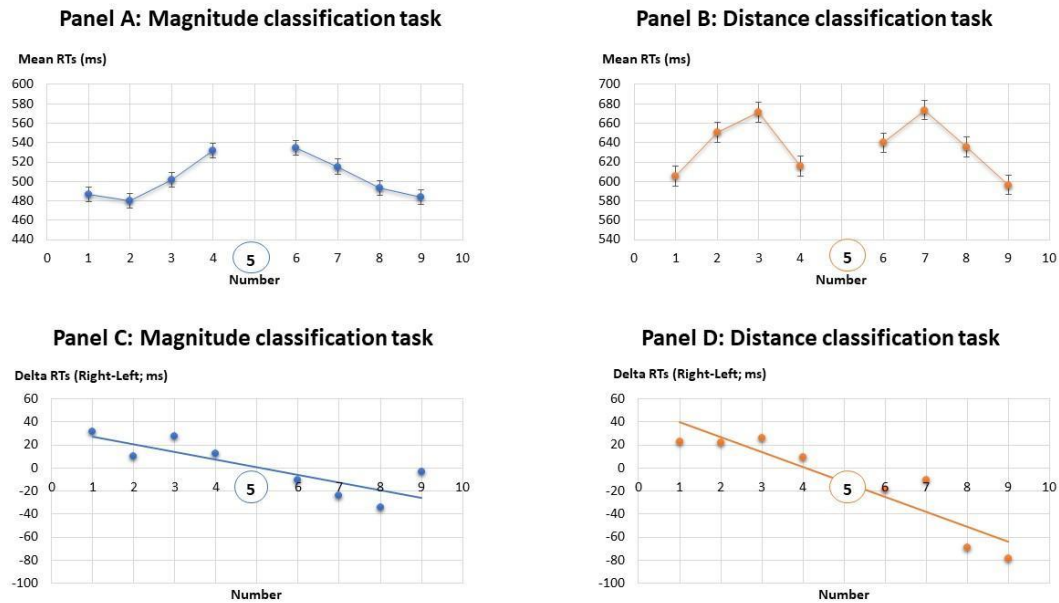 Panel A: Magnitude classification task
Mean RTs (ms)
600
580
560
540
520
500
480
460
440
0 1 2 3 4 5 6 7 8 9 10
Number
Panel B: Distance classification task
Mean RTs (ms)
700
680
660
640
620
600
580
560
540
0 1 2 3 4 5 6 7 8 9 10
Number
Panel C: Magnitude classification task
Delta RTs (Right-Left; ms)
60
40
20
0
-20
-40
-60
-80
-100
0 1 2 3 4 5 6 7 8 9 10
Number
Panel D: Distance classification task
Delta RTs (Right-Left; ms)
60
40
20
0
-20
-40
-60
-80
-100
0 1 2 3 4 5 6 7 8 9 10
Number